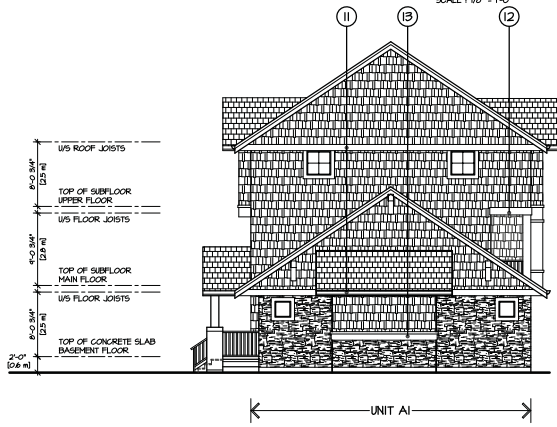 SCALE : 1/8" = 1'-0"
11
13
12
U/S ROOF JOISTS
8'-0 3/4"
[2.5 m]
TOP OF SUBFLOOR
UPPER FLOOR
U/S FLOOR JOISTS
9'-0 3/4"
[2.8 m]
TOP OF SUBFLOOR
MAIN FLOOR
U/S FLOOR JOISTS
8'-0 3/4"
[2.5 m]
TOP OF CONCRETE SLAB
BASEMENT FLOOR
2'-0"
[0.6 m]
UNIT A1